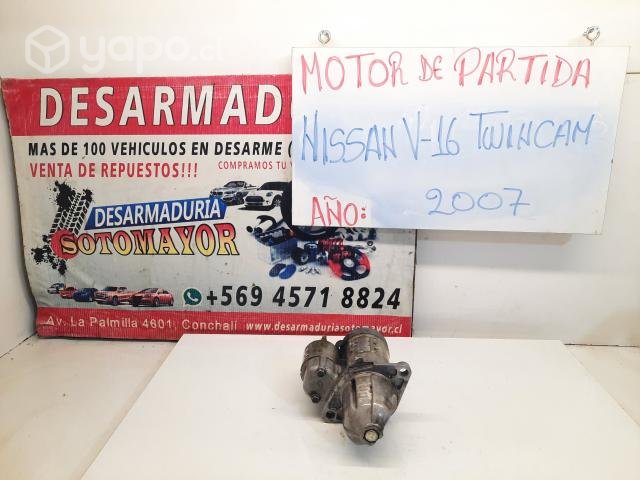 yapo.cl
DESARMADU
MAS DE 100 VEHICULOS EN DESARME (
VENTA DE REPUESTOS!!!
COMPRAMOS TU V
DESARMADURIA
SOTOMAYOR
+569 4571 8824
Av. La Palmilla 4601, Conchalí www.desarmaduriasotomayor.cl
MOTOR DE PARTIDA
NISSAN V-16 TWINCAM
AÑO: 2007